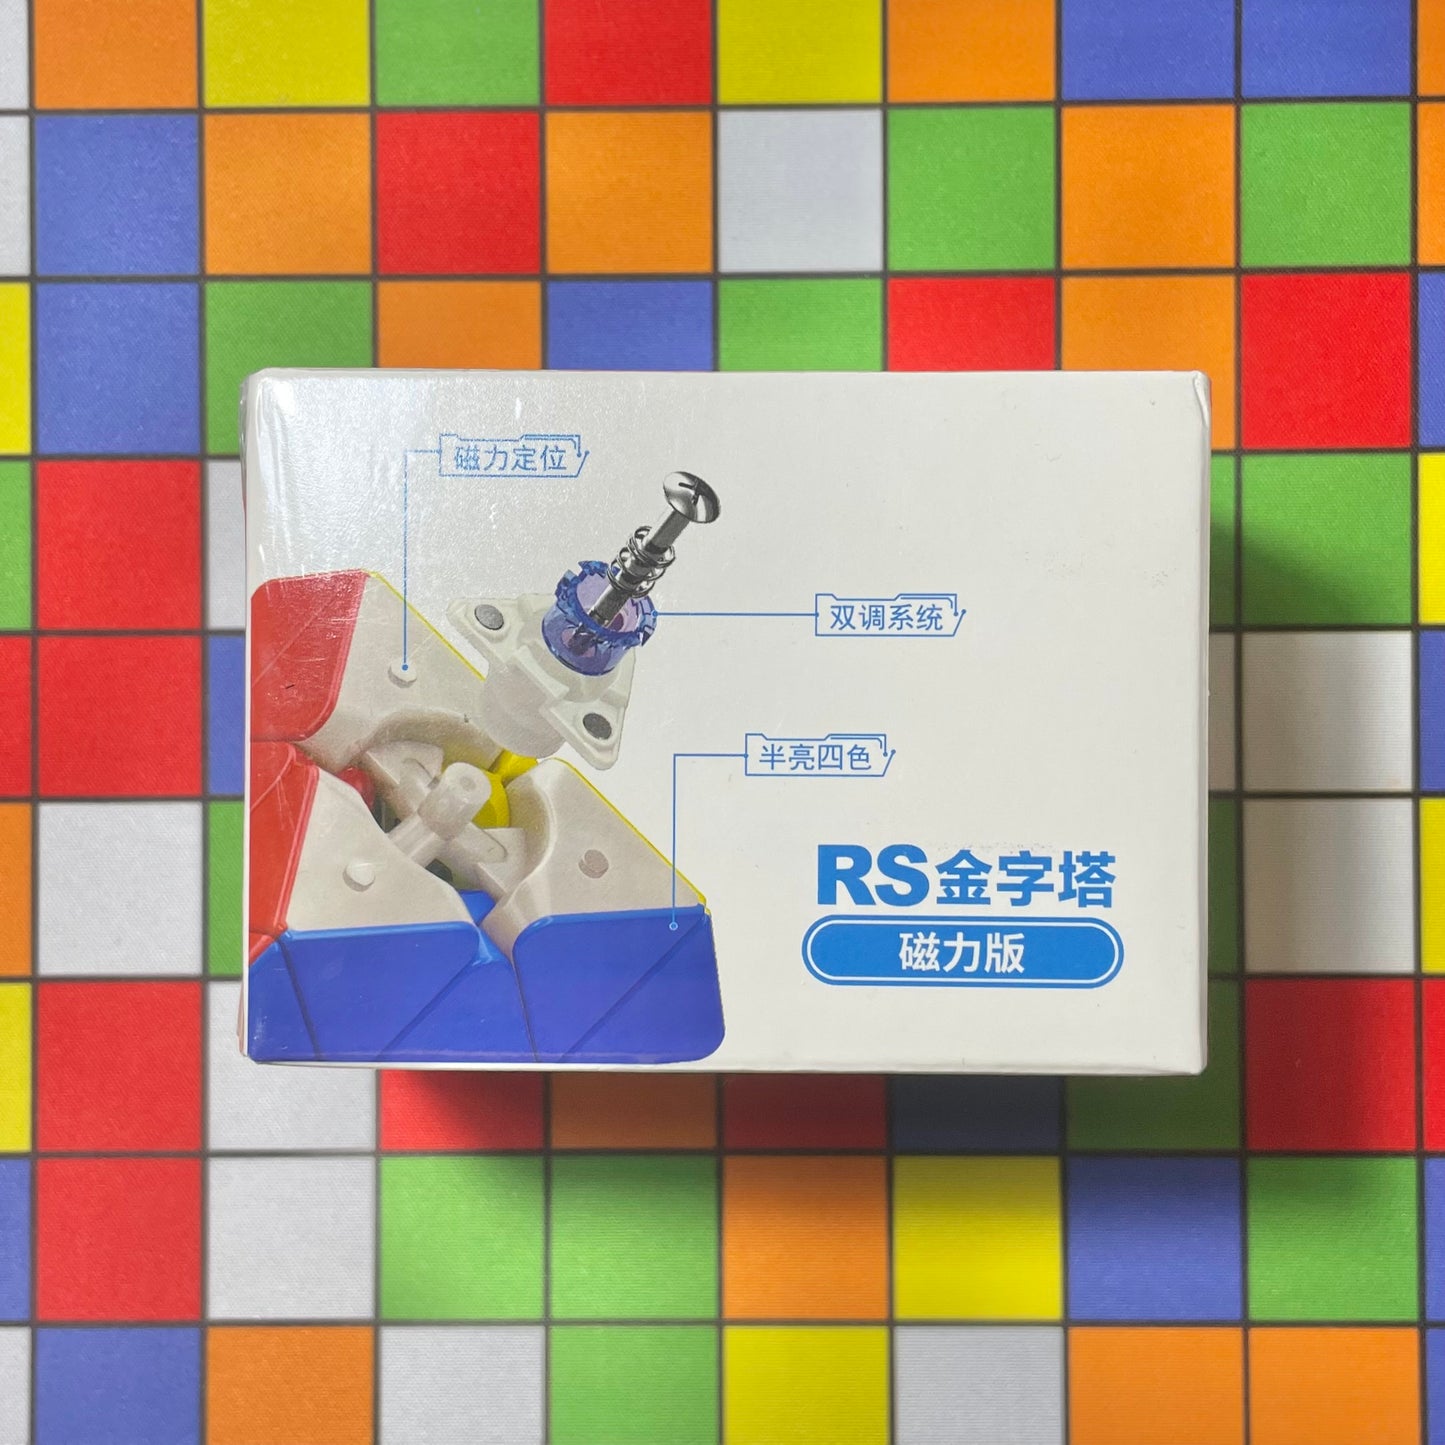 磁力定位
双调系统
半亮四色
RS金字塔
磁力版